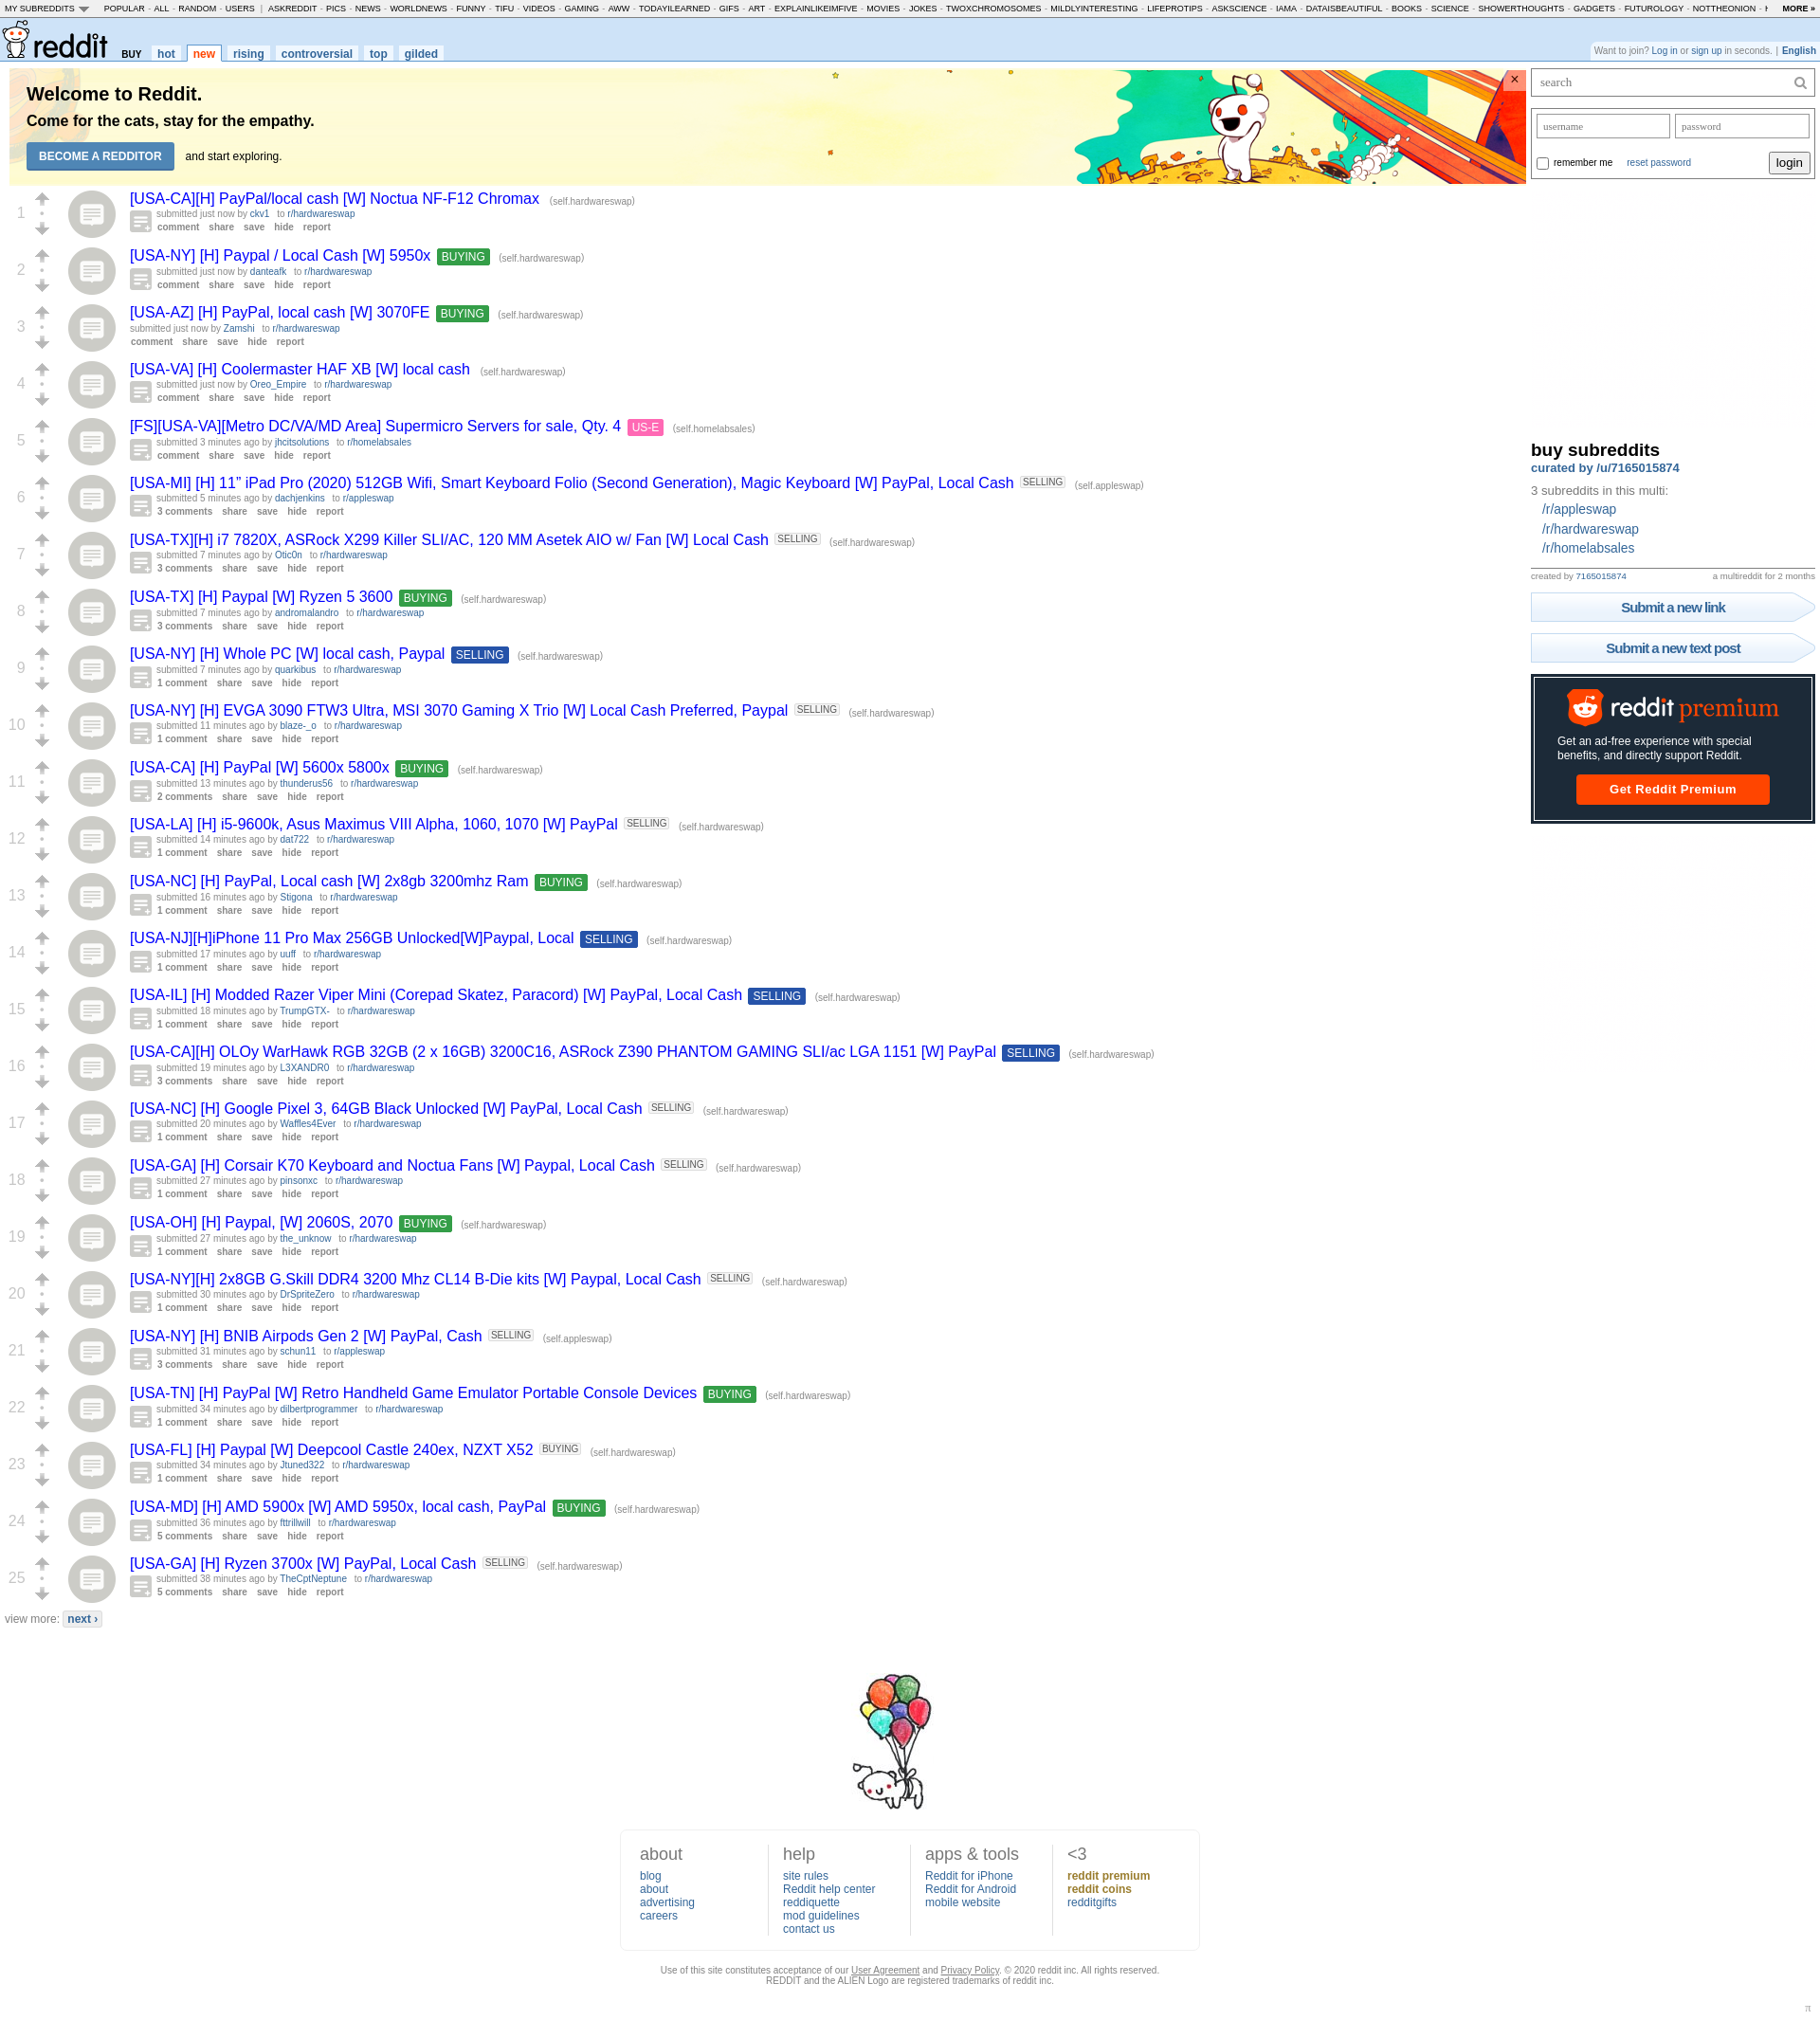 MY SUBREDDITS POPULAR - ALL - RANDOM - USERS | ASKREDDIT - PICS - NEWS - WORLDNEWS - FUNNY - TIFU - VIDEOS - GAMING - AWW - TODAYILEARNED - GIFS - ART - EXPLAINLIKEIMFIVE - MOVIES - JOKES - TWOXCHROMOSOMES - MILDLYINTERESTING - LIFEPROTIPS - ASKSCIENCE - IAMA - DATAISBEAUTIFUL - BOOKS - SCIENCE - SHOWERTHOUGHTS - GADGETS - FUTUROLOGY - NOTTHEONION - MORE »
reddit BUY hot new rising controversial top gilded
Want to join? Log in or sign up in seconds. | English
Welcome to Reddit.
Come for the cats, stay for the empathy.
BECOME A REDDITOR and start exploring.
×
search
username password
remember me reset password login
1 [USA-CA][H] PayPal/local cash [W] Noctua NF-F12 Chromax (self.hardwareswap)
submitted just now by ckv1 to r/hardwareswap
comment share save hide report
2 [USA-NY] [H] Paypal / Local Cash [W] 5950x BUYING (self.hardwareswap)
submitted just now by danteafk to r/hardwareswap
comment share save hide report
3 [USA-AZ] [H] PayPal, local cash [W] 3070FE BUYING (self.hardwareswap)
submitted just now by Zamshi to r/hardwareswap
comment share save hide report
4 [USA-VA] [H] Coolermaster HAF XB [W] local cash (self.hardwareswap)
submitted just now by Oreo_Empire to r/hardwareswap
comment share save hide report
5 [FS][USA-VA][Metro DC/VA/MD Area] Supermicro Servers for sale, Qty. 4 US-E (self.homelabsales)
submitted 3 minutes ago by jhcitsolutions to r/homelabsales
comment share save hide report
6 [USA-MI] [H] 11” iPad Pro (2020) 512GB Wifi, Smart Keyboard Folio (Second Generation), Magic Keyboard [W] PayPal, Local Cash SELLING (self.appleswap)
submitted 5 minutes ago by dachjenkins to r/appleswap
3 comments share save hide report
7 [USA-TX][H] i7 7820X, ASRock X299 Killer SLI/AC, 120 MM Asetek AIO w/ Fan [W] Local Cash SELLING (self.hardwareswap)
submitted 7 minutes ago by Otic0n to r/hardwareswap
3 comments share save hide report
8 [USA-TX] [H] Paypal [W] Ryzen 5 3600 BUYING (self.hardwareswap)
submitted 7 minutes ago by andromalandro to r/hardwareswap
3 comments share save hide report
9 [USA-NY] [H] Whole PC [W] local cash, Paypal SELLING (self.hardwareswap)
submitted 7 minutes ago by quarkibus to r/hardwareswap
1 comment share save hide report
10 [USA-NY] [H] EVGA 3090 FTW3 Ultra, MSI 3070 Gaming X Trio [W] Local Cash Preferred, Paypal SELLING (self.hardwareswap)
submitted 11 minutes ago by blaze-_o to r/hardwareswap
1 comment share save hide report
11 [USA-CA] [H] PayPal [W] 5600x 5800x BUYING (self.hardwareswap)
submitted 13 minutes ago by thunderus56 to r/hardwareswap
2 comments share save hide report
12 [USA-LA] [H] i5-9600k, Asus Maximus VIII Alpha, 1060, 1070 [W] PayPal SELLING (self.hardwareswap)
submitted 14 minutes ago by dat722 to r/hardwareswap
1 comment share save hide report
13 [USA-NC] [H] PayPal, Local cash [W] 2x8gb 3200mhz Ram BUYING (self.hardwareswap)
submitted 16 minutes ago by Stigona to r/hardwareswap
1 comment share save hide report
14 [USA-NJ][H]iPhone 11 Pro Max 256GB Unlocked[W]Paypal, Local SELLING (self.hardwareswap)
submitted 17 minutes ago by uuff to r/hardwareswap
1 comment share save hide report
15 [USA-IL] [H] Modded Razer Viper Mini (Corepad Skatez, Paracord) [W] PayPal, Local Cash SELLING (self.hardwareswap)
submitted 18 minutes ago by TrumpGTX- to r/hardwareswap
1 comment share save hide report
16 [USA-CA][H] OLOy WarHawk RGB 32GB (2 x 16GB) 3200C16, ASRock Z390 PHANTOM GAMING SLI/ac LGA 1151 [W] PayPal SELLING (self.hardwareswap)
submitted 19 minutes ago by L3XANDR0 to r/hardwareswap
3 comments share save hide report
17 [USA-NC] [H] Google Pixel 3, 64GB Black Unlocked [W] PayPal, Local Cash SELLING (self.hardwareswap)
submitted 20 minutes ago by Waffles4Ever to r/hardwareswap
1 comment share save hide report
18 [USA-GA] [H] Corsair K70 Keyboard and Noctua Fans [W] Paypal, Local Cash SELLING (self.hardwareswap)
submitted 27 minutes ago by pinsonxc to r/hardwareswap
1 comment share save hide report
19 [USA-OH] [H] Paypal, [W] 2060S, 2070 BUYING (self.hardwareswap)
submitted 27 minutes ago by the_unknow to r/hardwareswap
1 comment share save hide report
20 [USA-NY][H] 2x8GB G.Skill DDR4 3200 Mhz CL14 B-Die kits [W] Paypal, Local Cash SELLING (self.hardwareswap)
submitted 30 minutes ago by DrSpriteZero to r/hardwareswap
1 comment share save hide report
21 [USA-NY] [H] BNIB Airpods Gen 2 [W] PayPal, Cash SELLING (self.appleswap)
submitted 31 minutes ago by schun11 to r/appleswap
3 comments share save hide report
22 [USA-TN] [H] PayPal [W] Retro Handheld Game Emulator Portable Console Devices BUYING (self.hardwareswap)
submitted 34 minutes ago by dilbertprogrammer to r/hardwareswap
1 comment share save hide report
23 [USA-FL] [H] Paypal [W] Deepcool Castle 240ex, NZXT X52 BUYING (self.hardwareswap)
submitted 34 minutes ago by Jtuned322 to r/hardwareswap
1 comment share save hide report
24 [USA-MD] [H] AMD 5900x [W] AMD 5950x, local cash, PayPal BUYING (self.hardwareswap)
submitted 36 minutes ago by fttrillwill to r/hardwareswap
5 comments share save hide report
25 [USA-GA] [H] Ryzen 3700x [W] PayPal, Local Cash SELLING (self.hardwareswap)
submitted 38 minutes ago by TheCptNeptune to r/hardwareswap
5 comments share save hide report
view more: next ›
buy subreddits
curated by /u/7165015874
3 subreddits in this multi:
/r/appleswap
/r/hardwareswap
/r/homelabsales
created by 7165015874 a multireddit for 2 months
Submit a new link
Submit a new text post
reddit premium
Get an ad-free experience with special
benefits, and directly support Reddit.
Get Reddit Premium
about
blog
about
advertising
careers
help
site rules
Reddit help center
reddiquette
mod guidelines
contact us
apps & tools
Reddit for iPhone
Reddit for Android
mobile website
<3
reddit premium
reddit coins
redditgifts
Use of this site constitutes acceptance of our User Agreement and Privacy Policy. © 2020 reddit inc. All rights reserved.
REDDIT and the ALIEN Logo are registered trademarks of reddit inc.
π